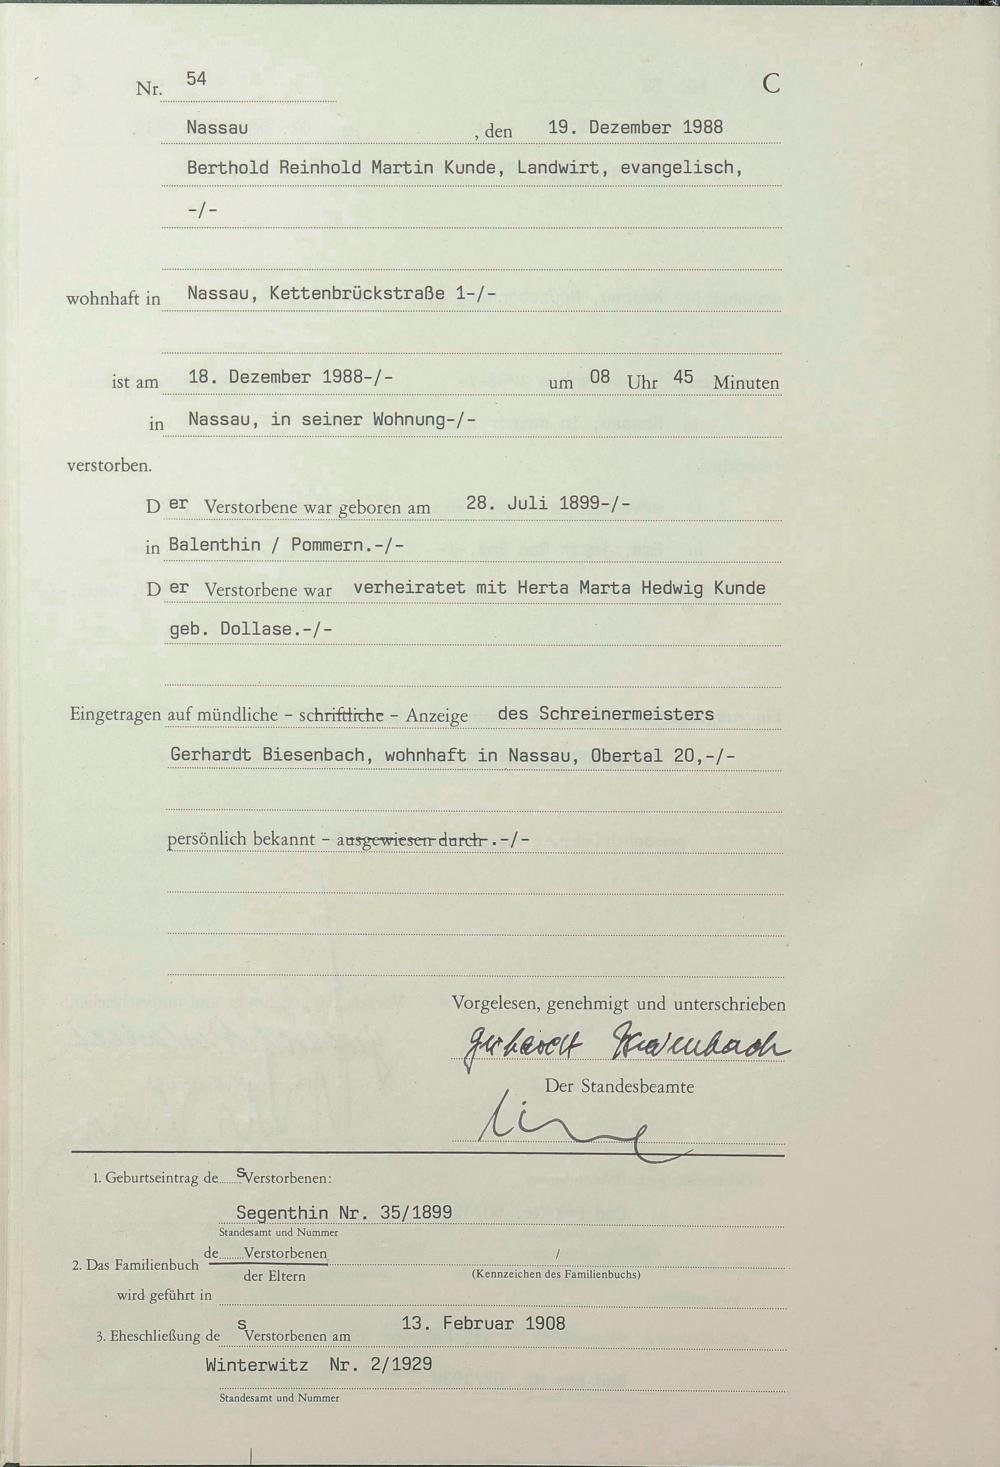 Nr. 54 C
Nassau , den 19. Dezember 1988
Berthold Reinhold Martin Kunde, Landwirt, evangelisch,
-/-
wohnhaft in Nassau, Kettenbrückstraße 1-/-
ist am 18. Dezember 1988-/- um 08 Uhr 45 Minuten
in Nassau, in seiner Wohnung-/-
verstorben.
D er Verstorbene war geboren am 28. Juli 1899-/-
in Balenthin / Pommern.-/-
D er Verstorbene war verheiratet mit Herta Marta Hedwig Kunde
geb. Dollase.-/-
Eingetragen auf mündliche – schriftliche – Anzeige des Schreinermeisters
Gerhardt Biesenbach, wohnhaft in Nassau, Obertal 20,-/-
persönlich bekannt – ausgewiesen durch .-/-
Vorgelesen, genehmigt und unterschrieben
Gerhardt Biesenbach
Der Standesbeamte
1. Geburtseintrag de s Verstorbenen:
Segenthin Nr. 35/1899
Standesamt und Nummer
2. Das Familienbuch de Verstorbenen /
der Eltern (Kennzeichen des Familienbuchs)
wird geführt in
3. Eheschließung de s Verstorbenen am 13. Februar 1908
Winterwitz Nr. 2/1929
Standesamt und Nummer